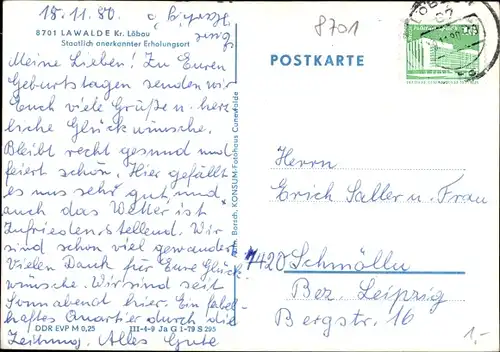 18.11.80
8701
8701 LAWALDE Kr. Löbau
Staatlich anerkannter Erholungsort
Meine Lieben! Zu Euren
Geburtstagen senden wir
Euch viele Grüße u. herz-
liche Glückwünsche.
Bleibt recht gesund und
feiert schön. Hier gefällt
es uns sehr gut, und
auch das Wetter ist
zufriedenstellend. Wir
sind schon viel gewandert.
Vielen Dank für Eure Glück-
wünsche. Wir sind seit
Sonnabend hier. Ein fabel-
haftes Quartier durch die
Zeitung. Alles Gute
DDR EVP M 0,25 III-4-9 Ja G 1-79 S 295
Barsch, KONSUM-Fotohaus Cunewalde
POSTKARTE
LÖBAU
Herrn
Erich Saller u. Frau
7420 Schmölln
Bez. Leipzig
Bergstr. 16
1,-